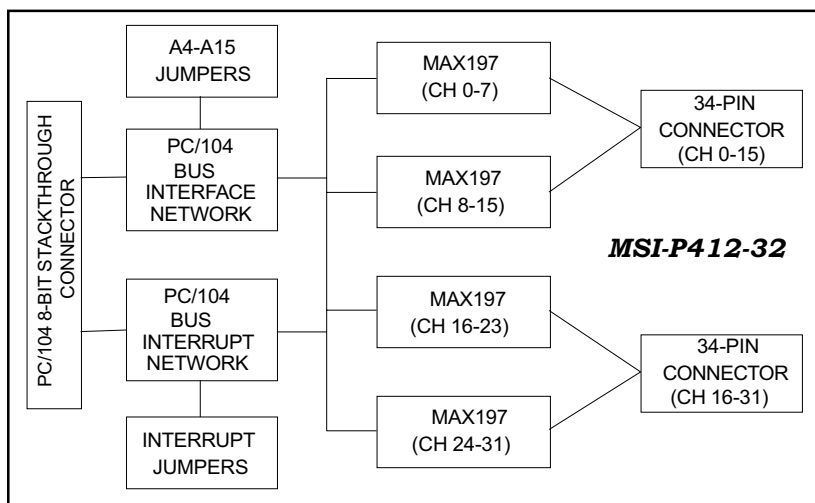 A4-A15
JUMPERS
PC/104 8-BIT STACKTHROUGH
CONNECTOR
PC/104
BUS
INTERFACE
NETWORK
PC/104
BUS
INTERRUPT
NETWORK
INTERRUPT
JUMPERS
MAX197
(CH 0-7)
MAX197
(CH 8-15)
MAX197
(CH 16-23)
MAX197
(CH 24-31)
34-PIN
CONNECTOR
(CH 0-15)
MSI-P412-32
34-PIN
CONNECTOR
(CH 16-31)